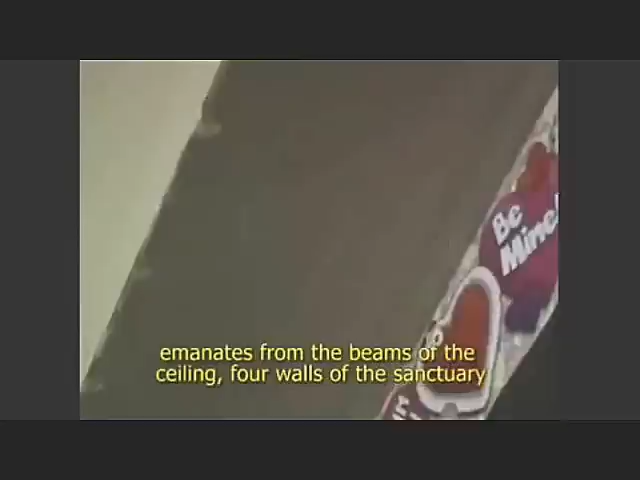 Be
Mine!
emanates from the beams of the
ceiling, four walls of the sanctuary